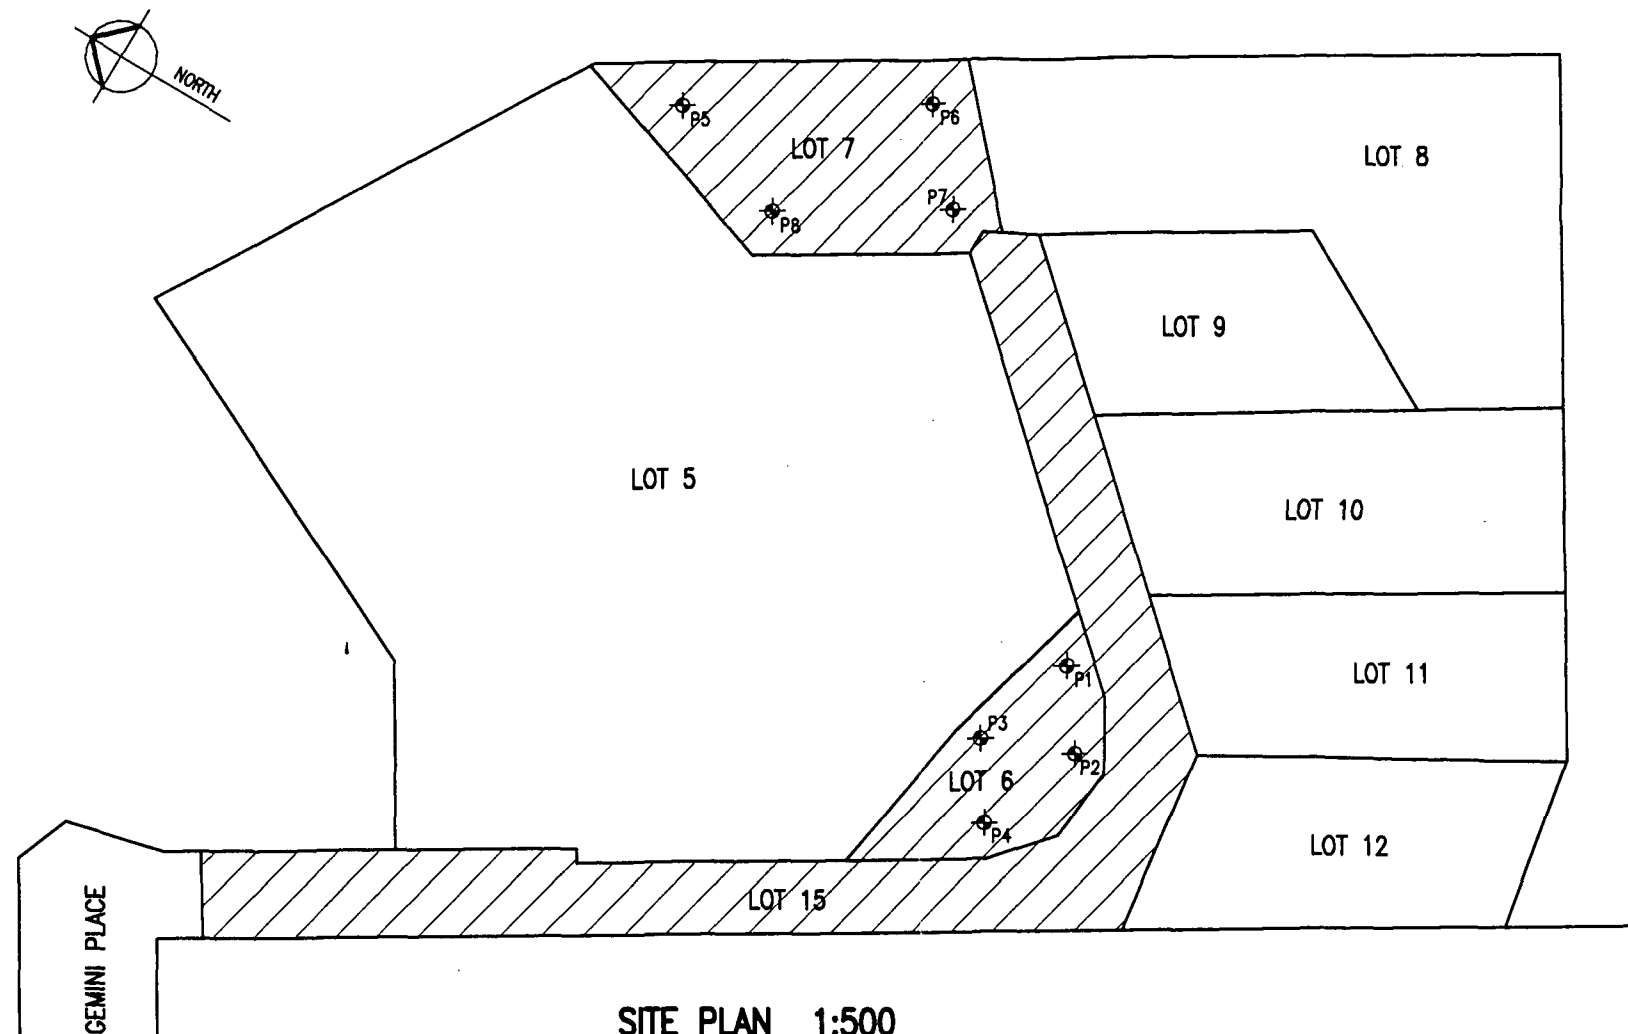 NORTH
P5
P6
LOT 7
LOT 8
P7
P8
LOT 9
LOT 5
LOT 10
P1
LOT 11
P3
P2
LOT 6
P4
LOT 12
LOT 15
GEMINI PLACE
SITE PLAN 1:500